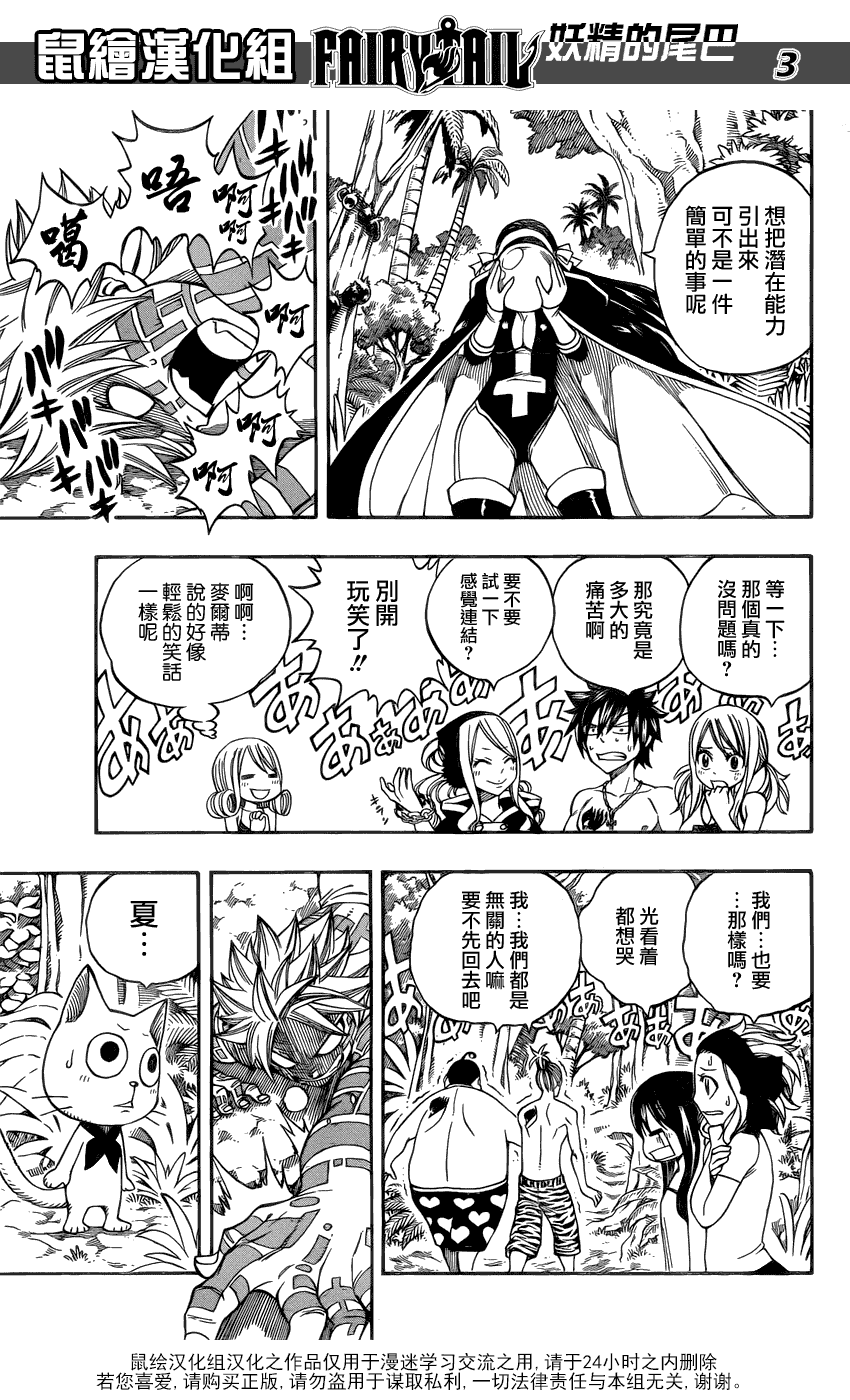 鼠繪漢化組
FAIRY TAIL
妖精的尾巴
3
想把潛在能力
引出來
可不是一件
簡單的事呢
唔
啊
啊
噶
啊
啊
啊
バキ
バキ
バキ
バキ
等一下…
那個真的
沒問題嗎?
那究竟是
多大的
痛苦啊
要不要
試一下
感覺連結?
別開
玩笑了!!
啊啊…
麥爾蒂
說的好像
輕鬆的笑話
一樣呢
我們…也要
…那樣嗎?
光看着
都想哭
我…我們都是
無關的人嘛
要不先回去吧
夏…
鼠绘汉化组汉化之作品仅用于漫迷学习交流之用,请于24小时之内删除
若您喜爱,请购买正版,请勿盗用于谋取私利,一切法律责任与本组无关,谢谢。